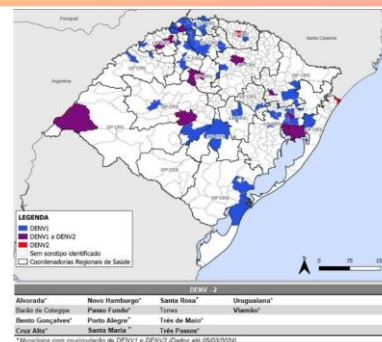 Paraguai
Argentina
Santa Catarina
LEGENDA
DENV1
DENV1 e DENV2
DENV2
Sem sorotipo identificado
Coordenadorias Regionais de Saúde
N
0 75
DENV - 2
Alvorada* Novo Hamburgo* Santa Rosa* Uruguaiana*
Barão de Cotegipe Passo Fundo* Torres Viamão*
Bento Gonçalves* Porto Alegre* Três de Maio*
Cruz Alta* Santa Maria* Três Passos*
*Municípios com co-circulação de DENV1 e DENV2 (Dados até 05/03/2024)